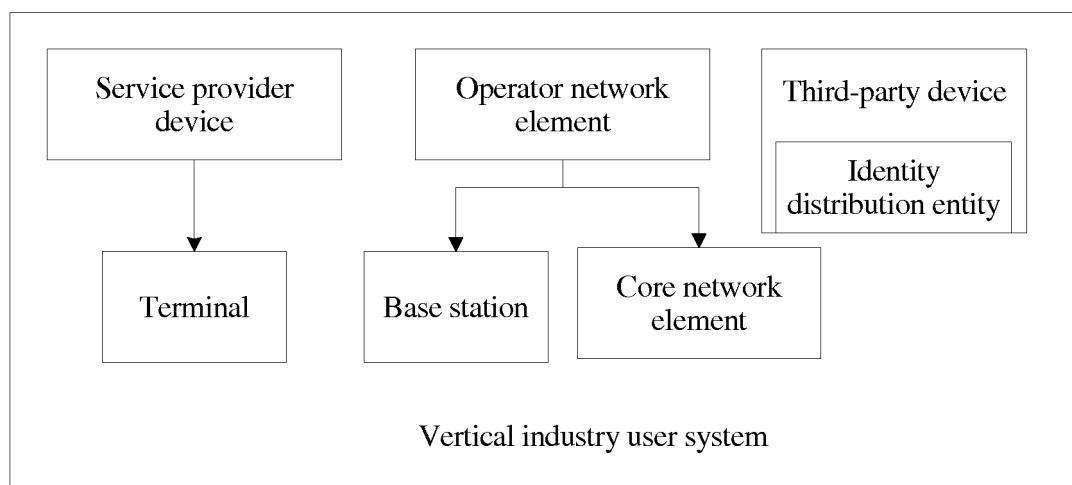 Service provider
device
Operator network
element
Third-party device
Identity
distribution entity
Terminal
Base station
Core network
element
Vertical industry user system